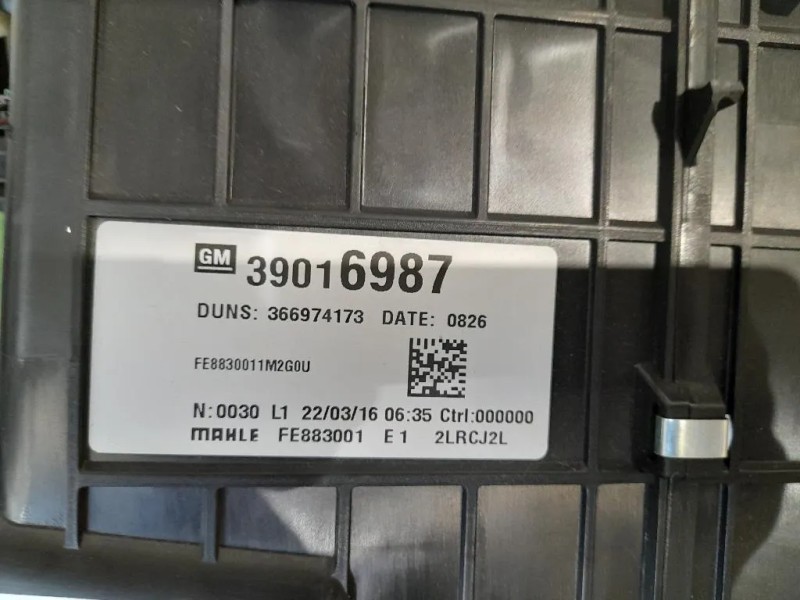 GM 39016987
DUNS: 366974173 DATE: 0826
FE8830011M2G0U
N:0030 L1 22/03/16 06:35 Ctrl:000000
MAHLE FE883001 E1 2LRCJ2L